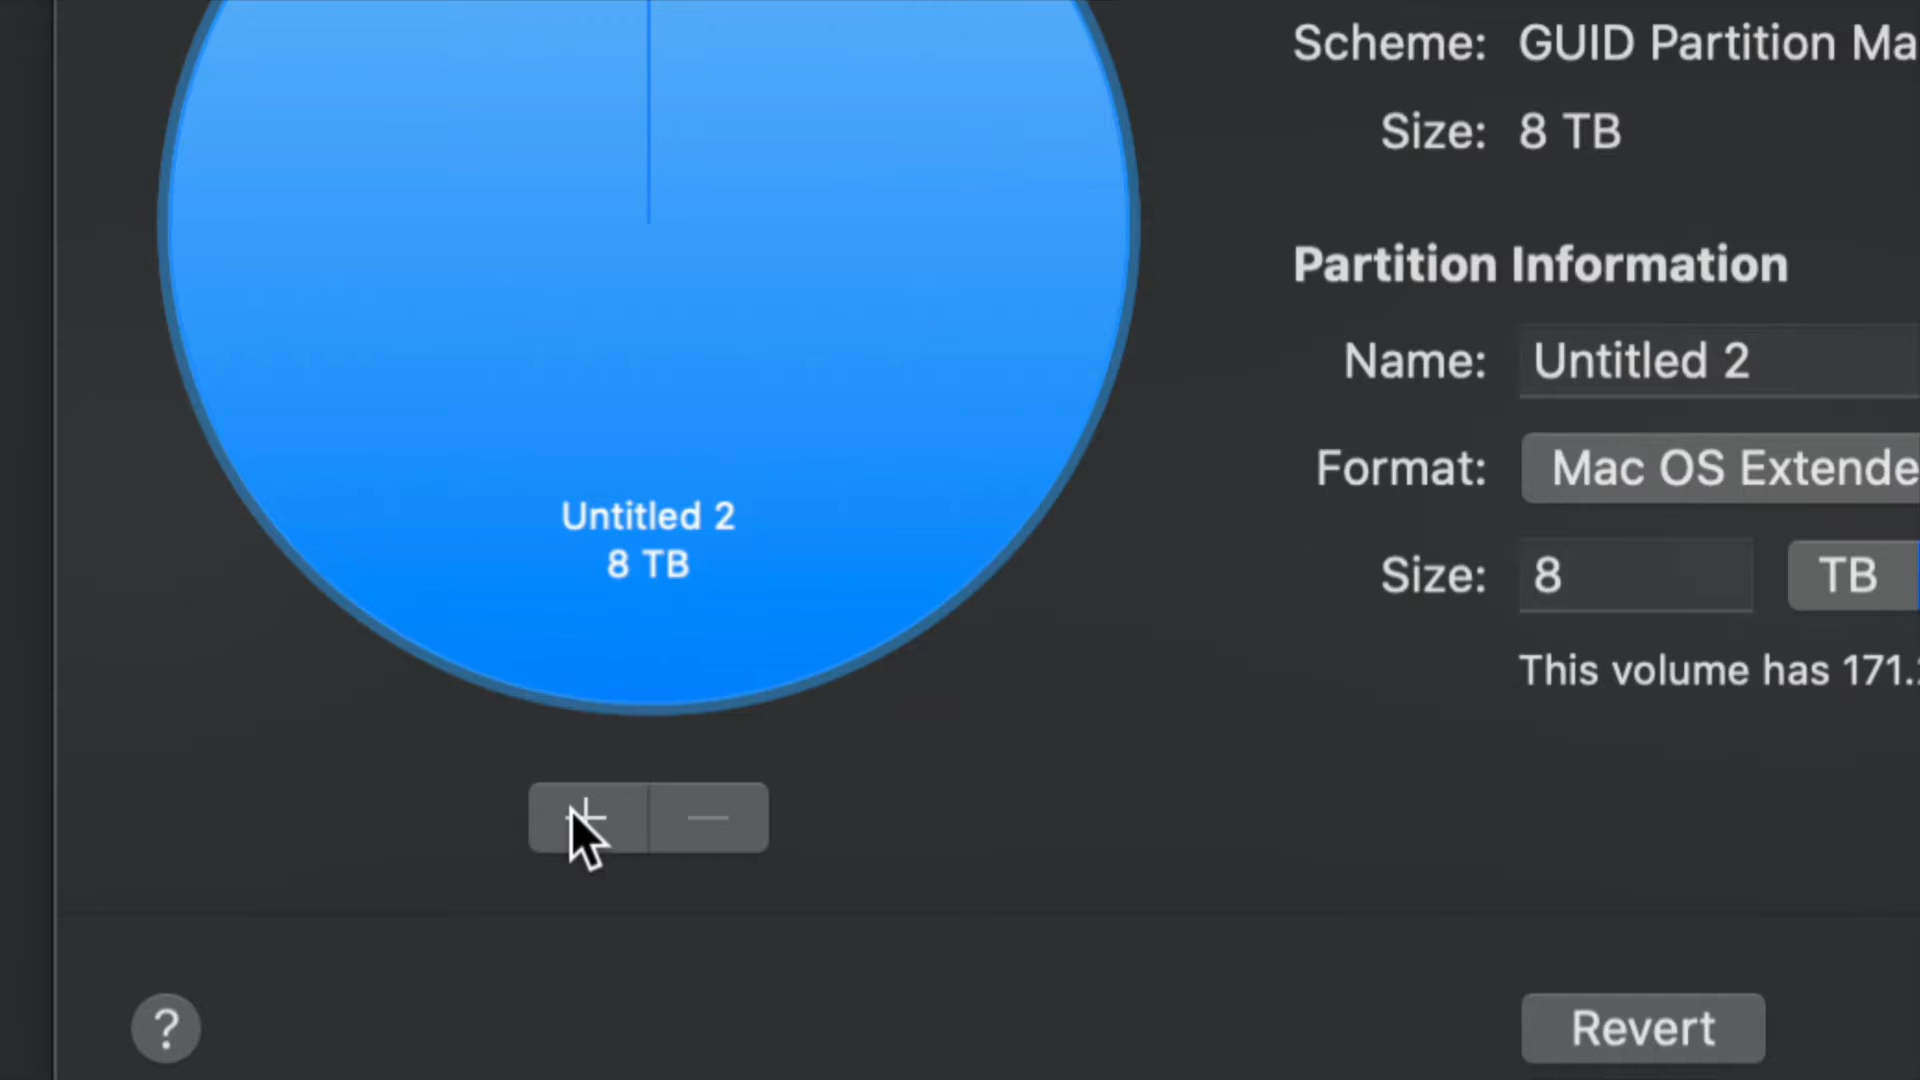 Scheme: GUID Partition Ma
Size: 8 TB
Partition Information
Name: Untitled 2
Format: Mac OS Extende
Size: 8 TB
This volume has 171.
Untitled 2
8 TB
?
Revert